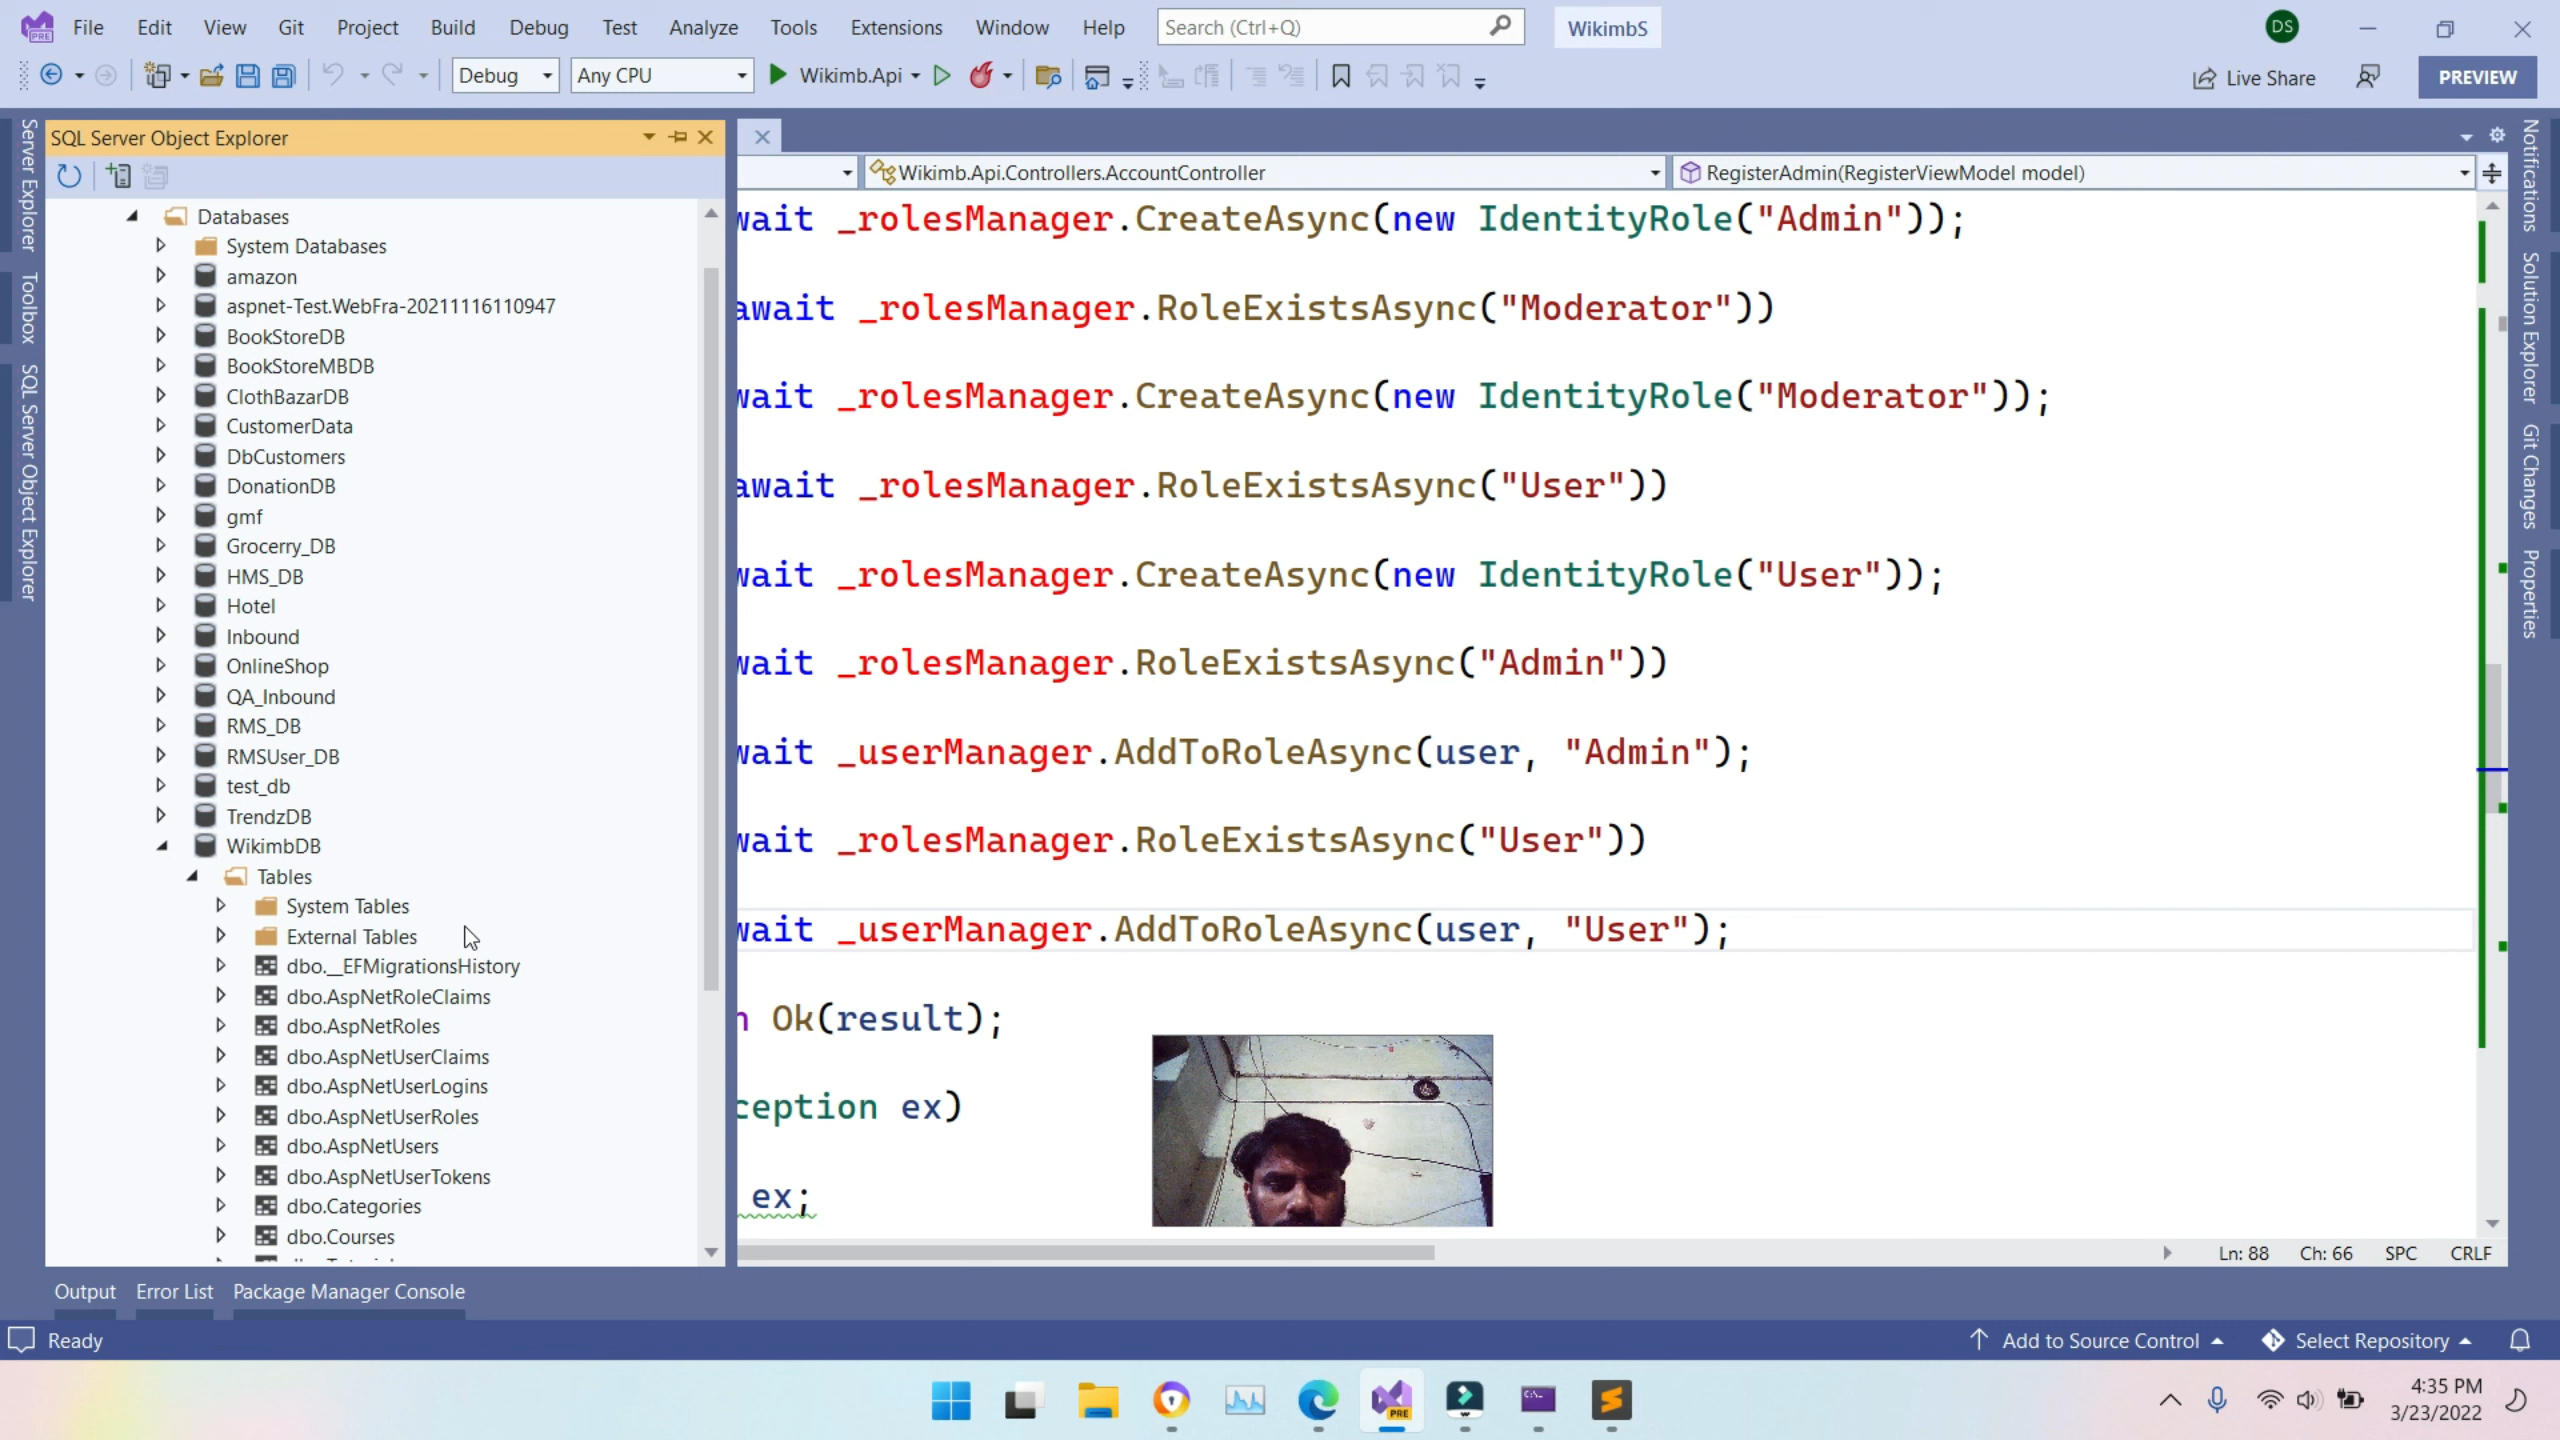 File Edit View Git Project Build Debug Test Analyze Tools Extensions Window Help Search (Ctrl+Q) WikimbS DS
Debug Any CPU Wikimb.Api Live Share PREVIEW
PRE
SQL Server Object Explorer
Server Explorer
Toolbox
SQL Server Object Explorer
Databases
System Databases
amazon
aspnet-Test.WebFra-20211116110947
BookStoreDB
BookStoreMBDB
ClothBazarDB
CustomerData
DbCustomers
DonationDB
gmf
Grocerry_DB
HMS_DB
Hotel
Inbound
OnlineShop
QA_Inbound
RMS_DB
RMSUser_DB
test_db
TrendzDB
WikimbDB
Tables
System Tables
External Tables
dbo.__EFMigrationsHistory
dbo.AspNetRoleClaims
dbo.AspNetRoles
dbo.AspNetUserClaims
dbo.AspNetUserLogins
dbo.AspNetUserRoles
dbo.AspNetUsers
dbo.AspNetUserTokens
dbo.Categories
dbo.Courses
Wikimb.Api.Controllers.AccountController RegisterAdmin(RegisterViewModel model)
wait _rolesManager.CreateAsync(new IdentityRole("Admin"));
await _rolesManager.RoleExistsAsync("Moderator"))
wait _rolesManager.CreateAsync(new IdentityRole("Moderator"));
await _rolesManager.RoleExistsAsync("User"))
wait _rolesManager.CreateAsync(new IdentityRole("User"));
wait _rolesManager.RoleExistsAsync("Admin"))
wait _userManager.AddToRoleAsync(user, "Admin");
wait _rolesManager.RoleExistsAsync("User"))
wait _userManager.AddToRoleAsync(user, "User");
n Ok(result);
ception ex)
ex;
Ln: 88 Ch: 66 SPC CRLF
Notifications
Solution Explorer
Git Changes
Properties
Output Error List Package Manager Console
Ready Add to Source Control Select Repository
PRE
4:35 PM
3/23/2022